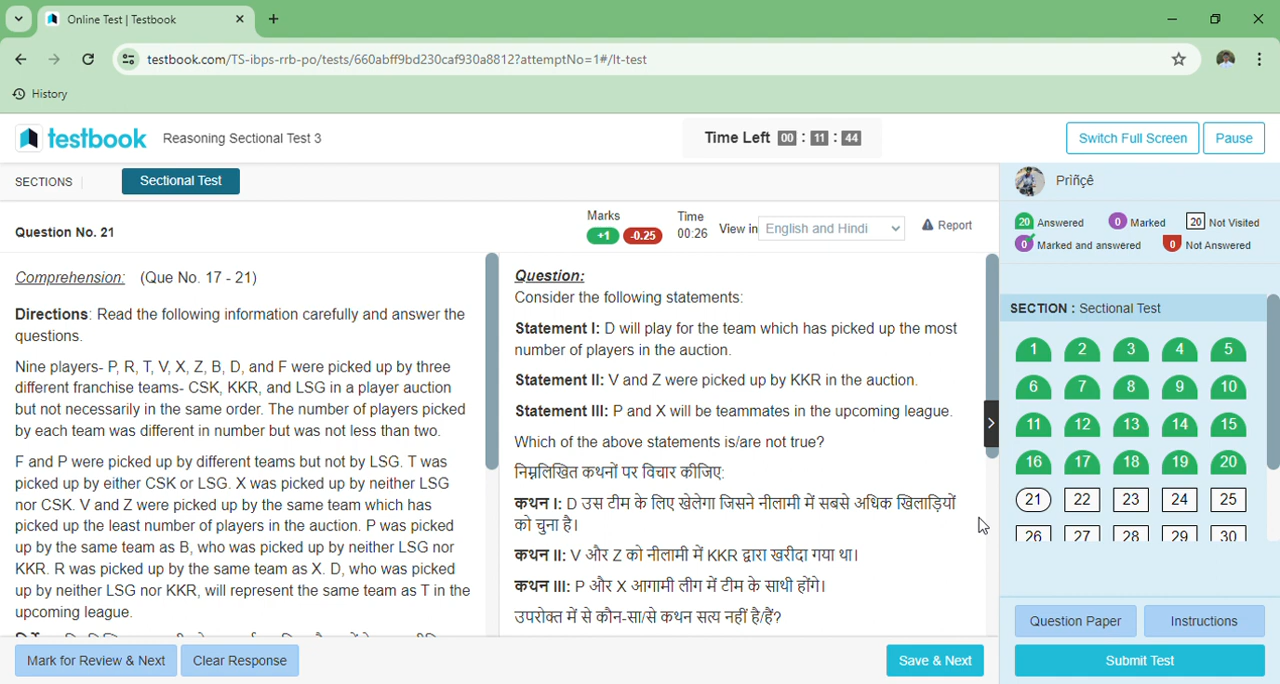 Online Test | Testbook
testbook.com/TS-ibps-rrb-po/tests/660abff9bd230caf930a8812?attemptNo=1#/lt-test
History
testbook
Reasoning Sectional Test 3
Time Left 00 : 11 : 44
Switch Full Screen
Pause
SECTIONS
Sectional Test
Priñçê
Question No. 21
Marks
+1
-0.25
Time
00:26
View in
English and Hindi
Report
20 Answered
0 Marked
20 Not Visited
0 Marked and answered
0 Not Answered
Comprehension: (Que No. 17 - 21)
Directions: Read the following information carefully and answer the
questions.
Nine players- P, R, T, V, X, Z, B, D, and F were picked up by three
different franchise teams- CSK, KKR, and LSG in a player auction
but not necessarily in the same order. The number of players picked
by each team was different in number but was not less than two.
F and P were picked up by different teams but not by LSG. T was
picked up by either CSK or LSG. X was picked up by neither LSG
nor CSK. V and Z were picked up by the same team which has
picked up the least number of players in the auction. P was picked
up by the same team as B, who was picked up by neither LSG nor
KKR. R was picked up by the same team as X. D, who was picked
up by neither LSG nor KKR, will represent the same team as T in the
upcoming league.
Question:
Consider the following statements:
Statement I: D will play for the team which has picked up the most
number of players in the auction.
Statement II: V and Z were picked up by KKR in the auction.
Statement III: P and X will be teammates in the upcoming league.
Which of the above statements is/are not true?
निम्नलिखित कथनों पर विचार कीजिए:
कथन I: D उस टीम के लिए खेलेगा जिसने नीलामी में सबसे अधिक खिलाड़ियों
को चुना है।
कथन II: V और Z को नीलामी में KKR द्वारा खरीदा गया था।
कथन III: P और X आगामी लीग में टीम के साथी होंगे।
उपरोक्त में से कौन-सा/से कथन सत्य नहीं है/हैं?
SECTION : Sectional Test
1 2 3 4 5
6 7 8 9 10
11 12 13 14 15
16 17 18 19 20
21 22 23 24 25
26 27 28 29 30
Question Paper
Instructions
Mark for Review & Next
Clear Response
Save & Next
Submit Test